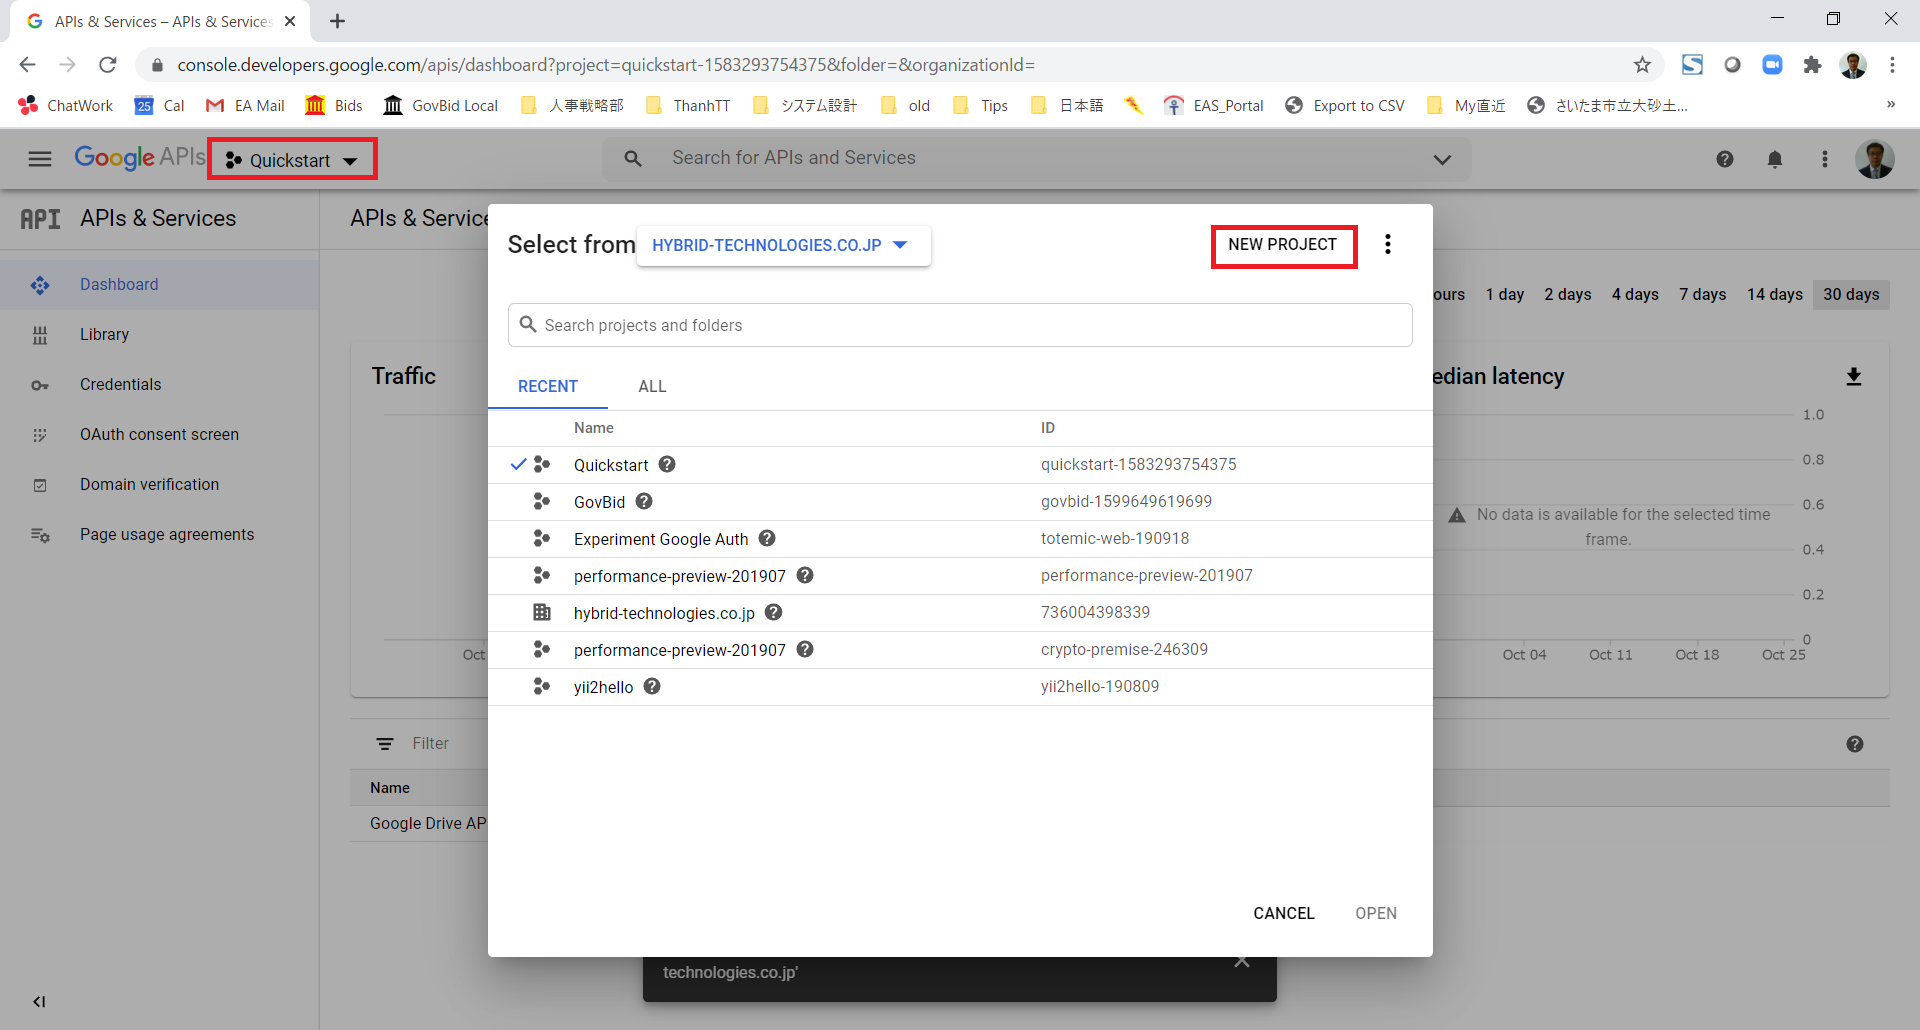 APIs & Services – APIs & Services
console.developers.google.com/apis/dashboard?project=quickstart-1583293754375&folder=&organizationId=
ChatWork 25 Cal EA Mail Bids GovBid Local 人事戦略部 ThanhTT システム設計 old Tips 日本語 EAS_Portal Export to CSV My直近 さいたま市立大砂土... »
Google APIs Quickstart Search for APIs and Services
API APIs & Services
APIs & Service
Select from HYBRID-TECHNOLOGIES.CO.JP NEW PROJECT
Dashboard
ours 1 day 2 days 4 days 7 days 14 days 30 days
Search projects and folders
Library
Credentials
Traffic
RECENT ALL
edian latency
1.0
Name ID
OAuth consent screen
0.8
Quickstart quickstart-1583293754375
Domain verification
GovBid govbid-1599649619699
0.6
No data is available for the selected time
frame.
Page usage agreements
Experiment Google Auth totemic-web-190918
0.4
performance-preview-201907 performance-preview-201907
0.2
hybrid-technologies.co.jp 736004398339
0
performance-preview-201907 crypto-premise-246309
Oct
Oct 04 Oct 11 Oct 18 Oct 25
yii2hello yii2hello-190809
Filter
Name
Google Drive AP
CANCEL OPEN
technologies.co.jp'